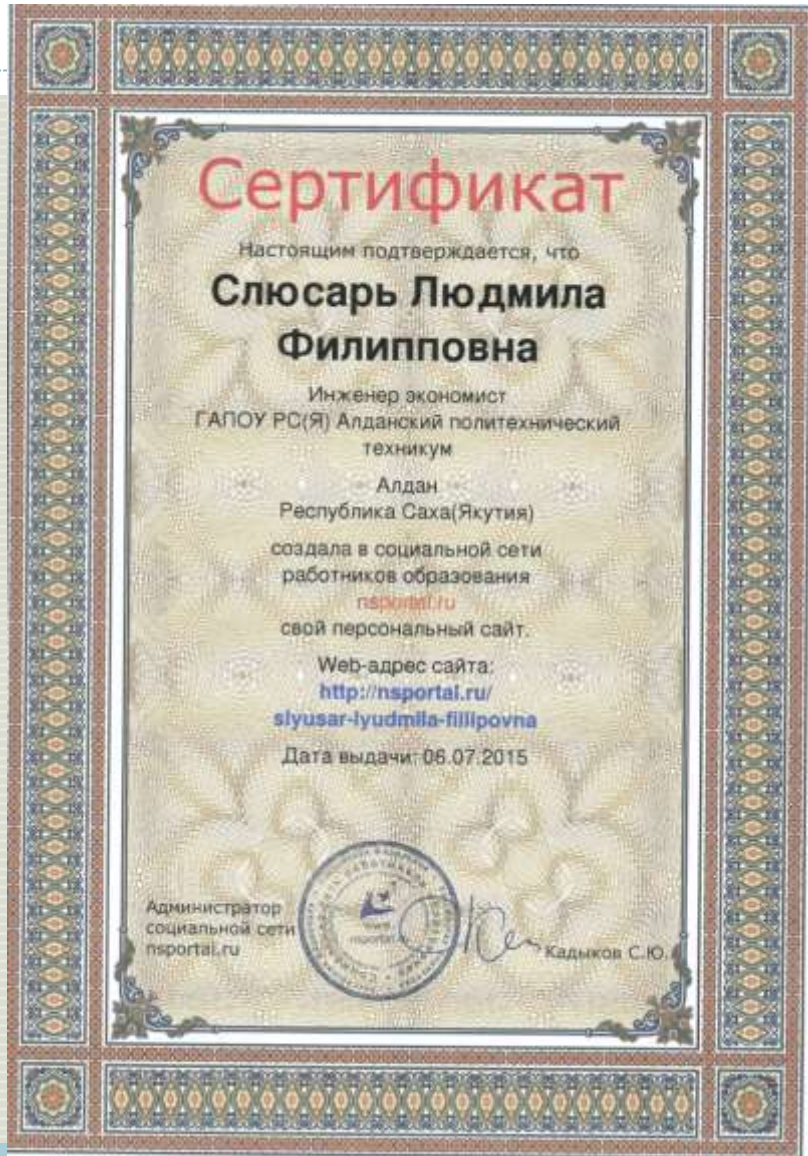 Сертификат
Настоящим подтверждается, что
Слюсарь Людмила
Филипповна
Инженер экономист
ГАПОУ РС(Я) Алданский политехнический
техникум
Алдан
Республика Саха(Якутия)
создала в социальной сети
работников образования
nsportal.ru
свой персональный сайт.
Web-адрес сайта:
http://nsportal.ru/
slyusar-lyudmila-fillipovna
Дата выдачи: 06.07.2015
Администратор
социальной сети
nsportal.ru
Кадыков С.Ю.